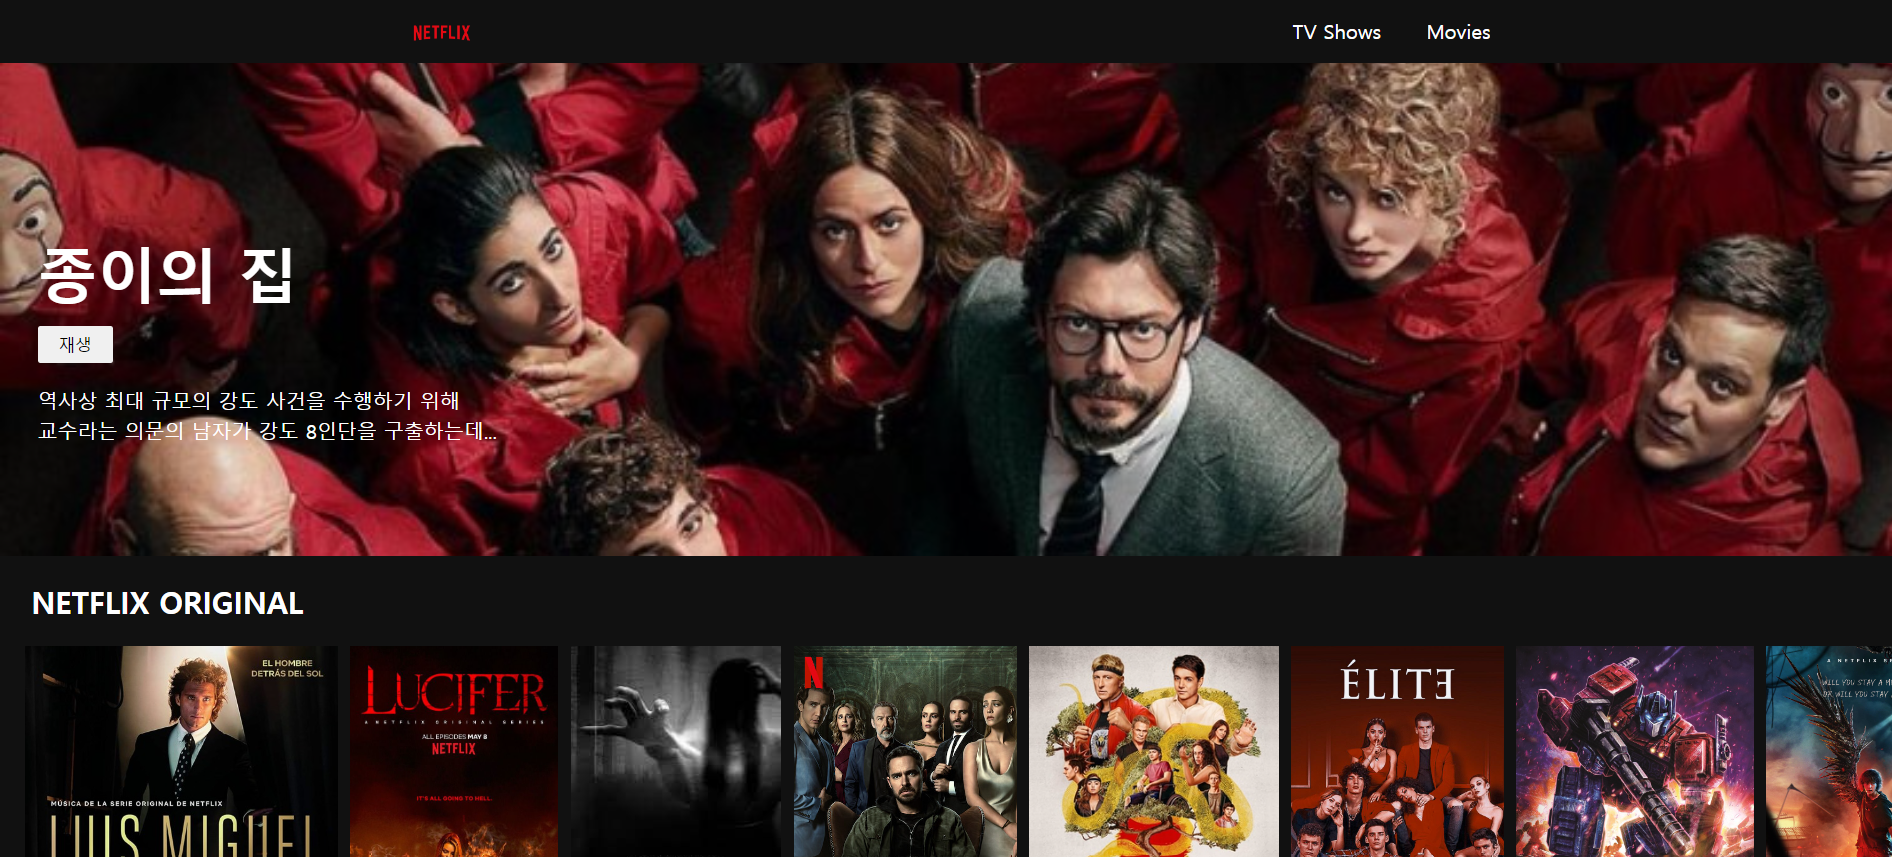 NETFLIX
TV Shows
Movies
종이의 집
재생
역사상 최대 규모의 강도 사건을 수행하기 위해
교수라는 의문의 남자가 강도 8인단을 구출하는데...
NETFLIX ORIGINAL
EL HOMBRE
DETRÁS DEL SOL
MÚSICA DE LA SERIE ORIGINAL DE NETFLIX
LUIS MIGUEL
LUCIFER
A NETFLIX ORIGINAL SERIES
ALL EPISODES MAY 8
NETFLIX
IT'S ALL GOING TO HELL.
N
ÉLITE
A NETFLIX SE
WILL YOU STAY A
OR WILL YOU STAY